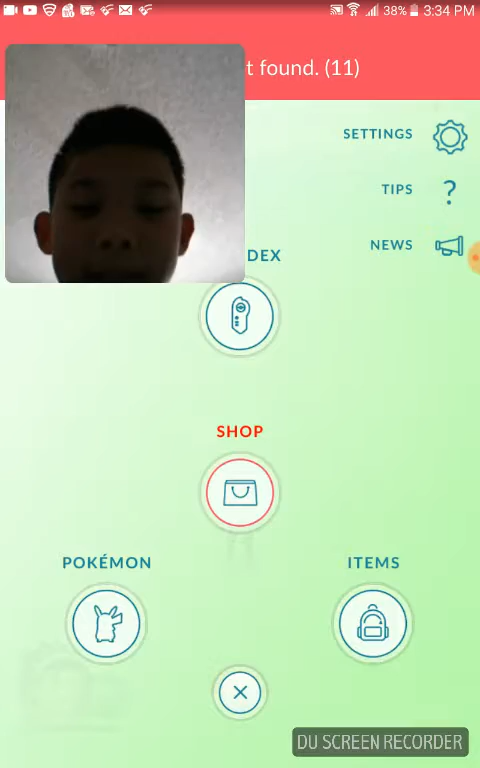 38% 3:34 PM
t found. (11)
SETTINGS
TIPS
?
NEWS
DEX
SHOP
POKÉMON
ITEMS
DU SCREEN RECORDER